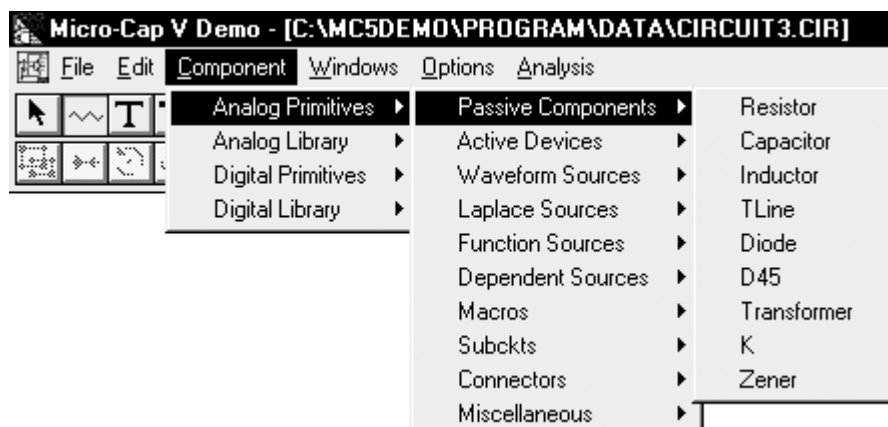 Micro-Cap V Demo - [C:\MC5DEMO\PROGRAM\DATA\CIRCUIT3.CIR]
File Edit Component Windows Options Analysis
T
Analog Primitives
Analog Library
Digital Primitives
Digital Library
Passive Components
Active Devices
Waveform Sources
Laplace Sources
Function Sources
Dependent Sources
Macros
Subckts
Connectors
Miscellaneous
Resistor
Capacitor
Inductor
TLine
Diode
D45
Transformer
K
Zener